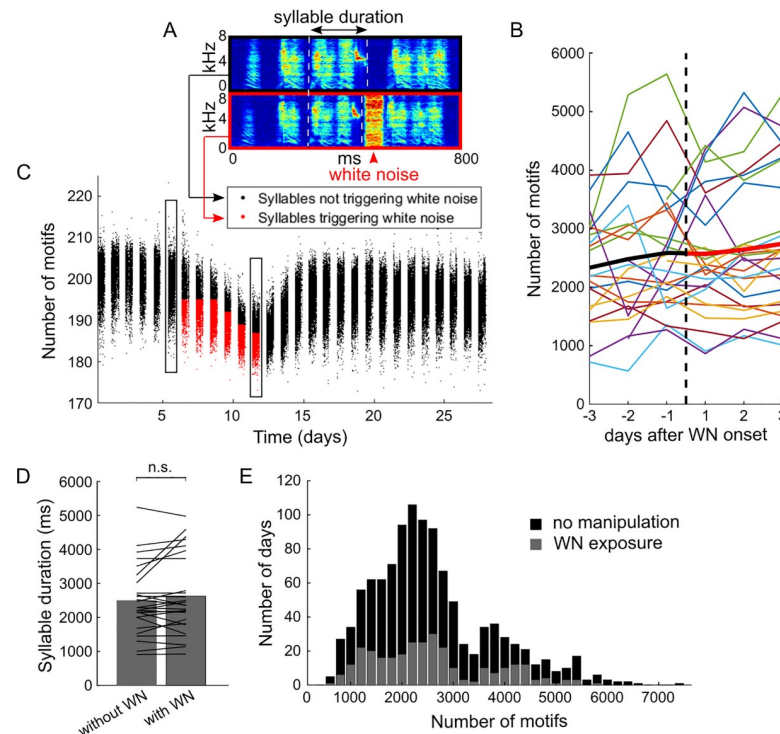 A
syllable duration
8
kHz
4
0
8
kHz
4
0
0 ms 800
white noise
B
6000
5000
4000
3000
2000
1000
0
Number of motifs
-3 -2 -1 1 2 3
days after WN onset
C
Syllables not triggering white noise
Syllables triggering white noise
220
210
200
190
180
170
Number of motifs
5 10 15 20 25
Time (days)
D
n.s.
6000
5000
4000
3000
2000
1000
0
Syllable duration (ms)
without WN with WN
E
120
100
80
60
40
20
0
Number of days
no manipulation
WN exposure
0 1000 2000 3000 4000 5000 6000 7000
Number of motifs